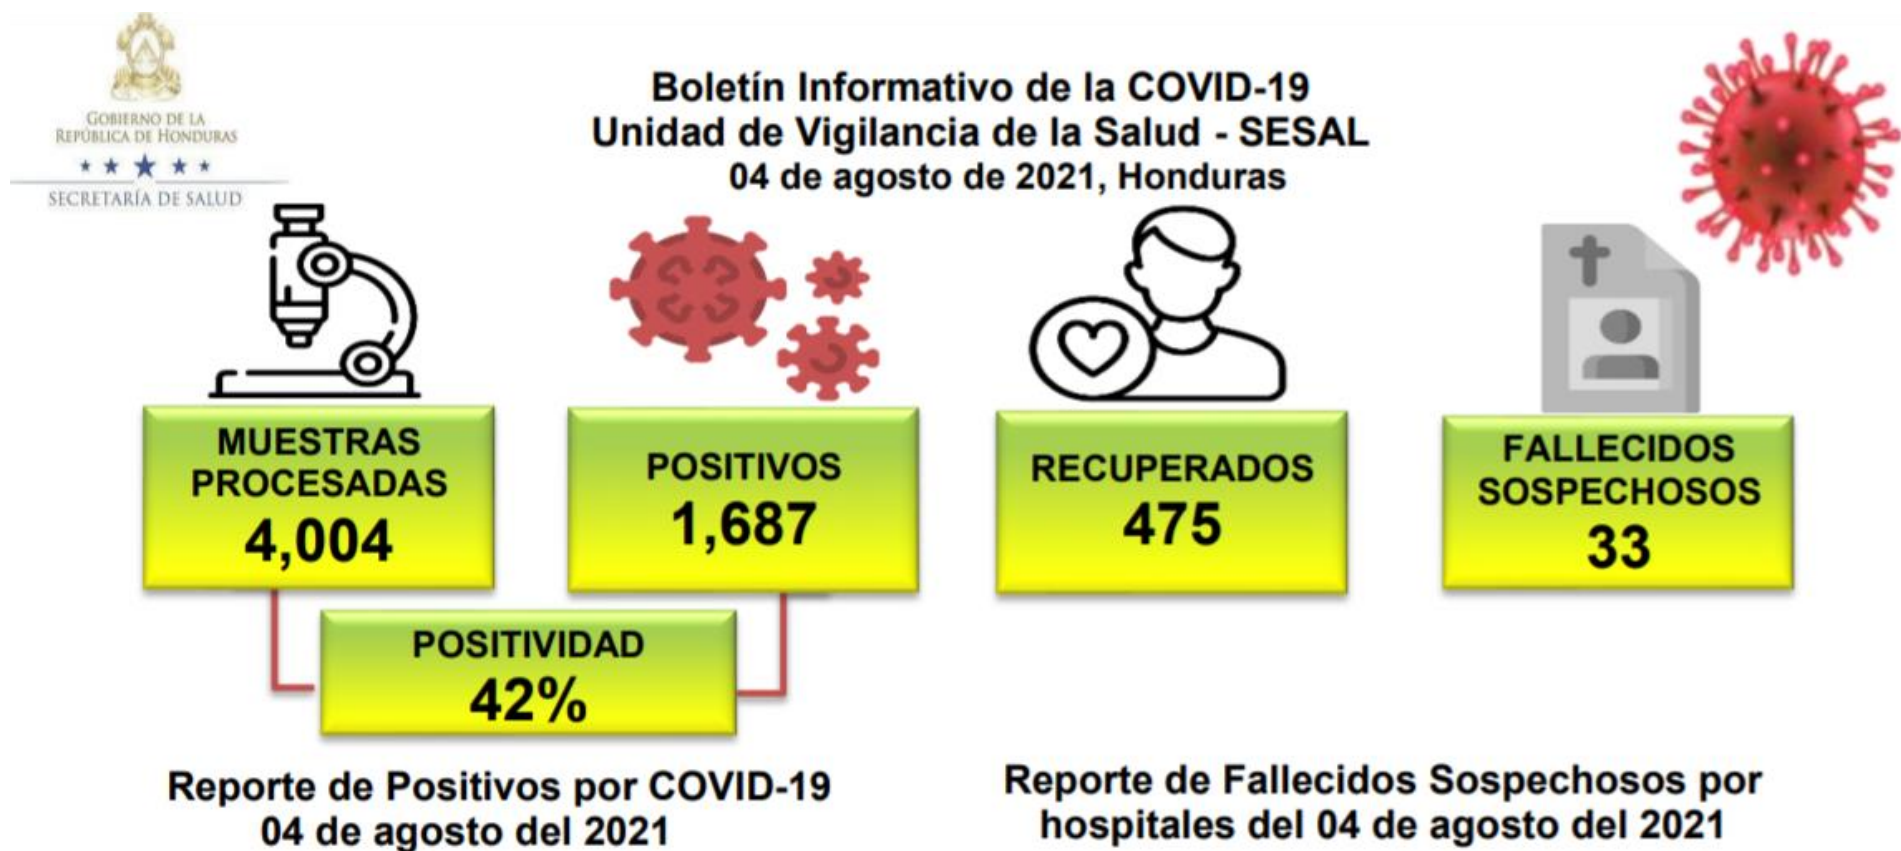 GOBIERNO DE LA
REPÚBLICA DE HONDURAS
SECRETARÍA DE SALUD
Boletín Informativo de la COVID-19
Unidad de Vigilancia de la Salud - SESAL
04 de agosto de 2021, Honduras
MUESTRAS
PROCESADAS
4,004
POSITIVOS
1,687
RECUPERADOS
475
FALLECIDOS
SOSPECHOSOS
33
POSITIVIDAD
42%
Reporte de Positivos por COVID-19
04 de agosto del 2021
Reporte de Fallecidos Sospechosos por
hospitales del 04 de agosto del 2021